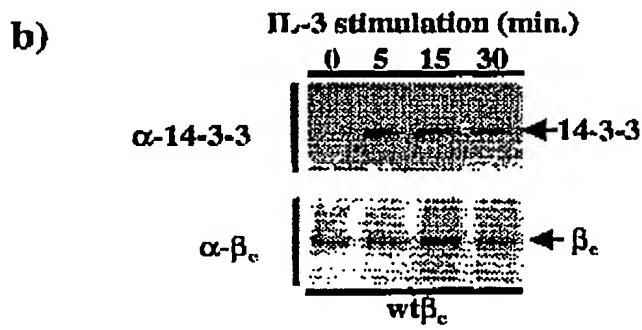 b)
IL-3 stimulation (min.)
0 5 15 30
α-14-3-3
14-3-3
α-βc
βc
wtβc